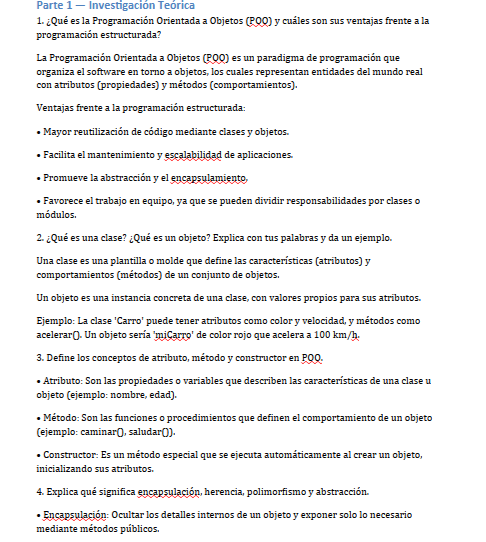 Parte 1 — Investigación Teórica
1. ¿Qué es la Programación Orientada a Objetos (POO) y cuáles son sus ventajas frente a la
programación estructurada?
La Programación Orientada a Objetos (POO) es un paradigma de programación que
organiza el software en torno a objetos, los cuales representan entidades del mundo real
con atributos (propiedades) y métodos (comportamientos).
Ventajas frente a la programación estructurada:
• Mayor reutilización de código mediante clases y objetos.
• Facilita el mantenimiento y escalabilidad de aplicaciones.
• Promueve la abstracción y el encapsulamiento.
• Favorece el trabajo en equipo, ya que se pueden dividir responsabilidades por clases o
módulos.
2. ¿Qué es una clase? ¿Qué es un objeto? Explica con tus palabras y da un ejemplo.
Una clase es una plantilla o molde que define las características (atributos) y
comportamientos (métodos) de un conjunto de objetos.
Un objeto es una instancia concreta de una clase, con valores propios para sus atributos.
Ejemplo: La clase 'Carro' puede tener atributos como color y velocidad, y métodos como
acelerar(). Un objeto sería 'miCarro' de color rojo que acelera a 100 km/h.
3. Define los conceptos de atributo, método y constructor en POO.
• Atributo: Son las propiedades o variables que describen las características de una clase u
objeto (ejemplo: nombre, edad).
• Método: Son las funciones o procedimientos que definen el comportamiento de un objeto
(ejemplo: caminar(), saludar()).
• Constructor: Es un método especial que se ejecuta automáticamente al crear un objeto,
inicializando sus atributos.
4. Explica qué significa encapsulación, herencia, polimorfismo y abstracción.
• Encapsulación: Ocultar los detalles internos de un objeto y exponer solo lo necesario
mediante métodos públicos.